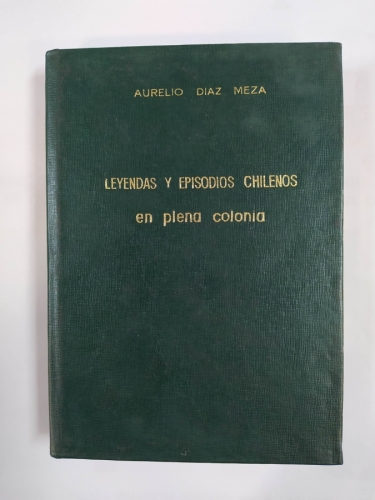 AURELIO DIAZ MEZA
LEYENDAS Y EPISODIOS CHILENOS
en plena colonia